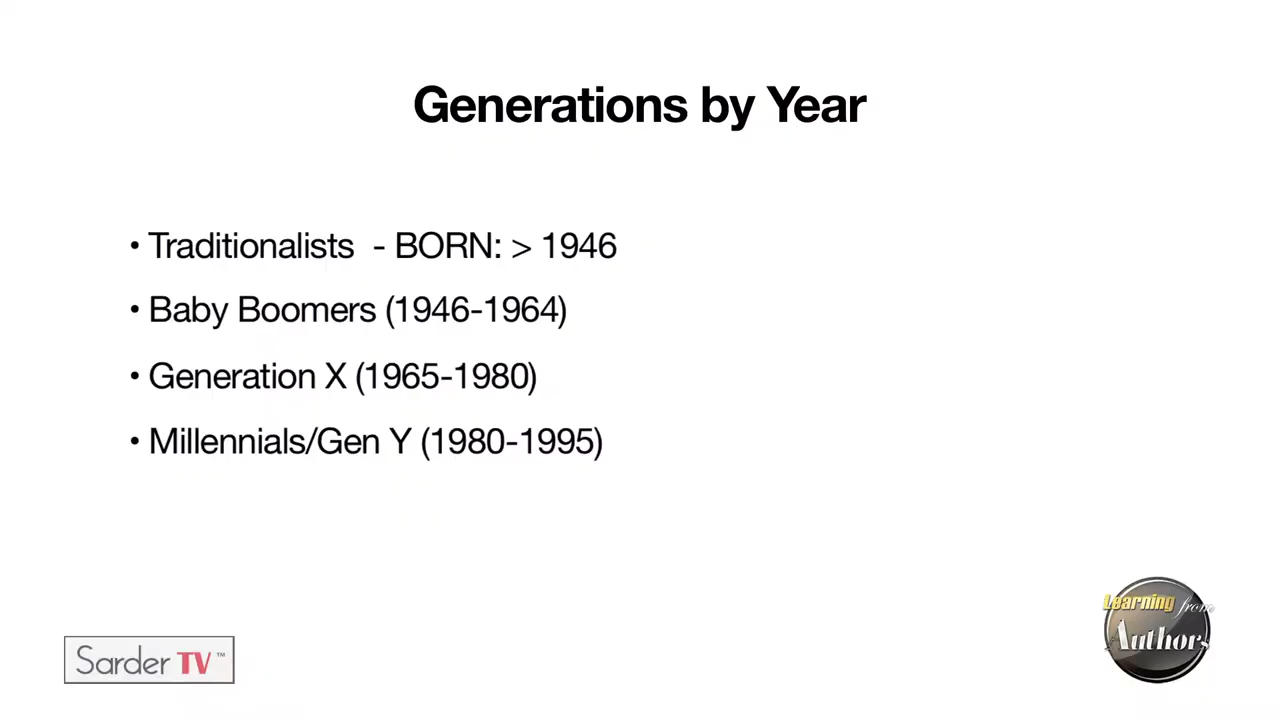 Generations by Year
• Traditionalists - BORN: > 1946
• Baby Boomers (1946-1964)
• Generation X (1965-1980)
• Millennials/Gen Y (1980-1995)
Learning from
Authors
Sarder TV™